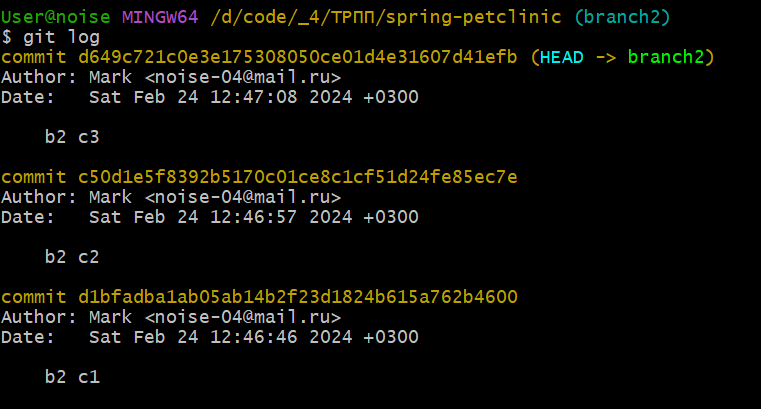 User@noise MINGW64 /d/code/_4/ТРПП/spring-petclinic (branch2)
$ git log
commit d649c721c0e3e175308050ce01d4e31607d41efb (HEAD -> branch2)
Author: Mark <noise-04@mail.ru>
Date:   Sat Feb 24 12:47:08 2024 +0300
    b2 c3
commit c50d1e5f8392b5170c01ce8c1cf51d24fe85ec7e
Author: Mark <noise-04@mail.ru>
Date:   Sat Feb 24 12:46:57 2024 +0300
    b2 c2
commit d1bfadba1ab05ab14b2f23d1824b615a762b4600
Author: Mark <noise-04@mail.ru>
Date:   Sat Feb 24 12:46:46 2024 +0300
    b2 c1